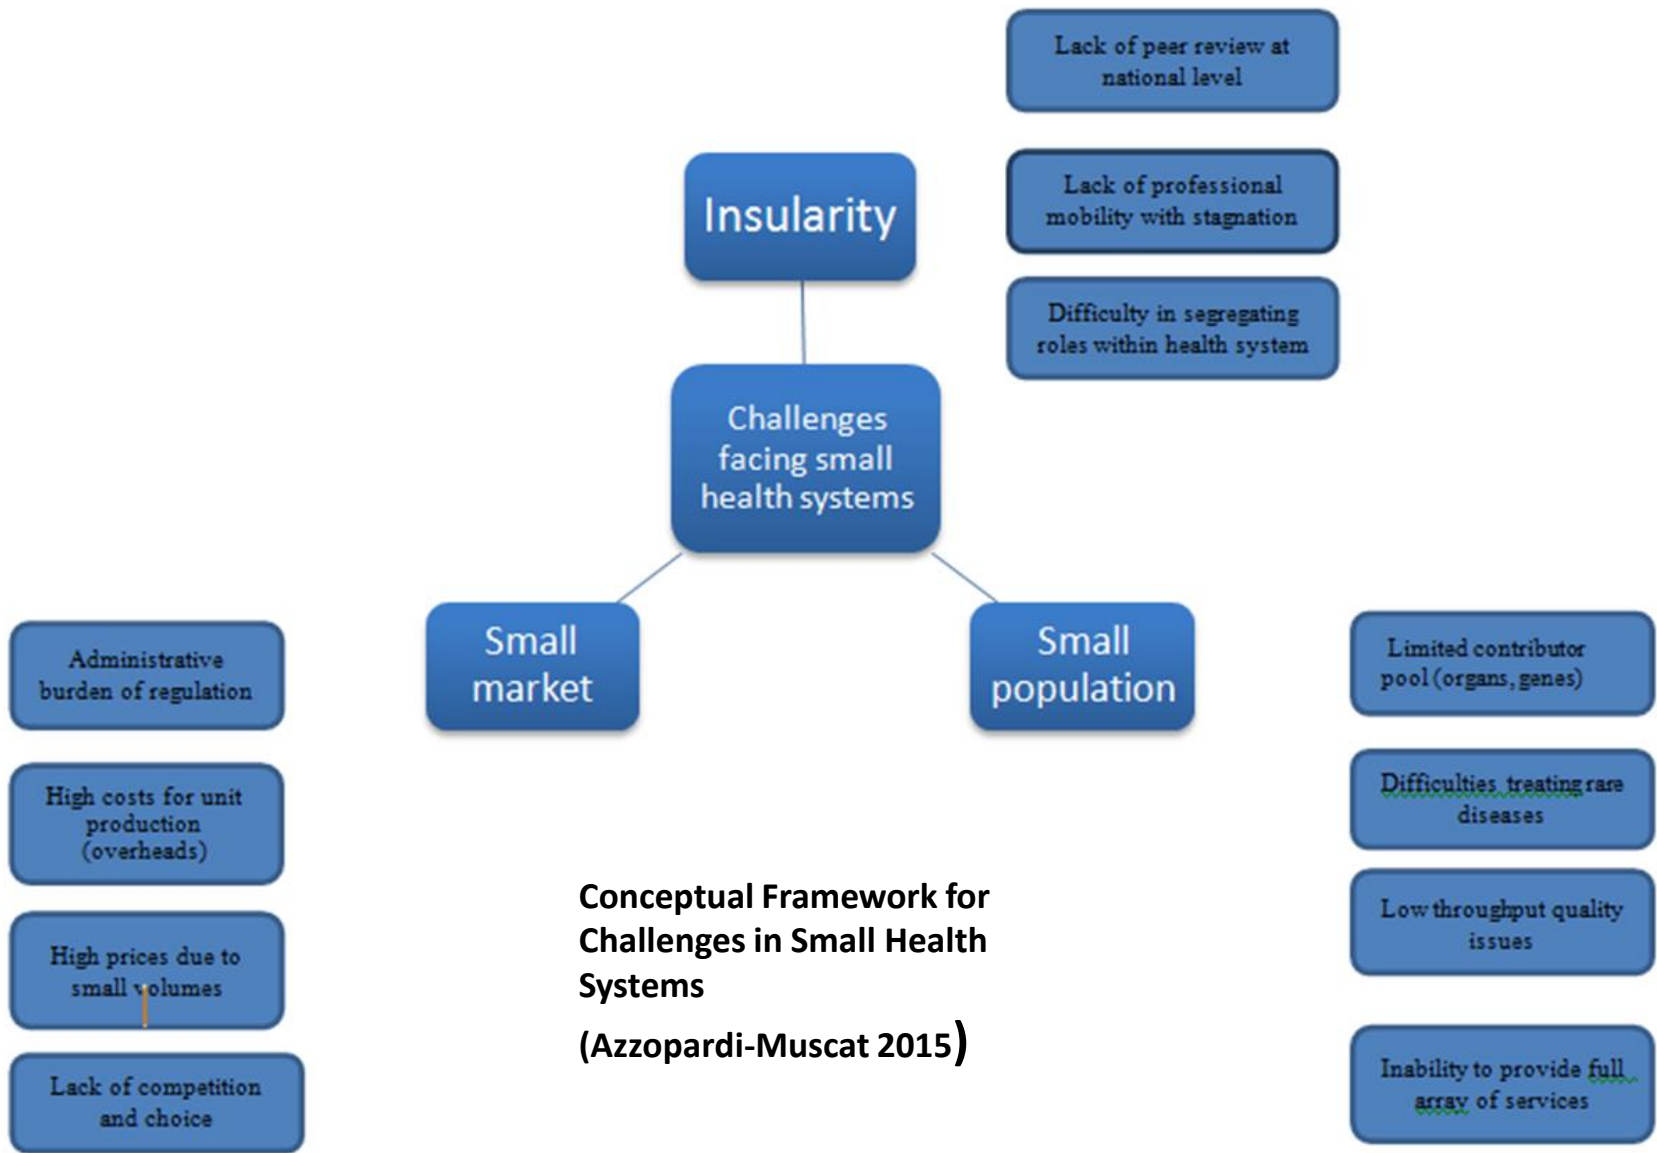 Lack of peer review at
national level
Insularity
Lack of professional
mobility with stagnation
Difficulty in segregating
roles within health system
Challenges
facing small
health systems
Small
market
Small
population
Administrative
burden of regulation
High costs for unit
production
(overheads)
High prices due to
small volumes
Lack of competition
and choice
Limited contributor
pool (organs, genes)
Difficulties treating rare
diseases
Low throughput quality
issues
Inability to provide full
array of services
Conceptual Framework for
Challenges in Small Health
Systems
(Azzopardi-Muscat 2015)